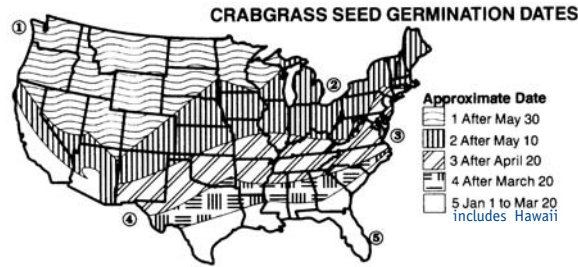 CRABGRASS SEED GERMINATION DATES
①
②
③
④
⑤
Approximate Date
1 After May 30
2 After May 10
3 After April 20
4 After March 20
5 Jan 1 to Mar 20
includes Hawaii